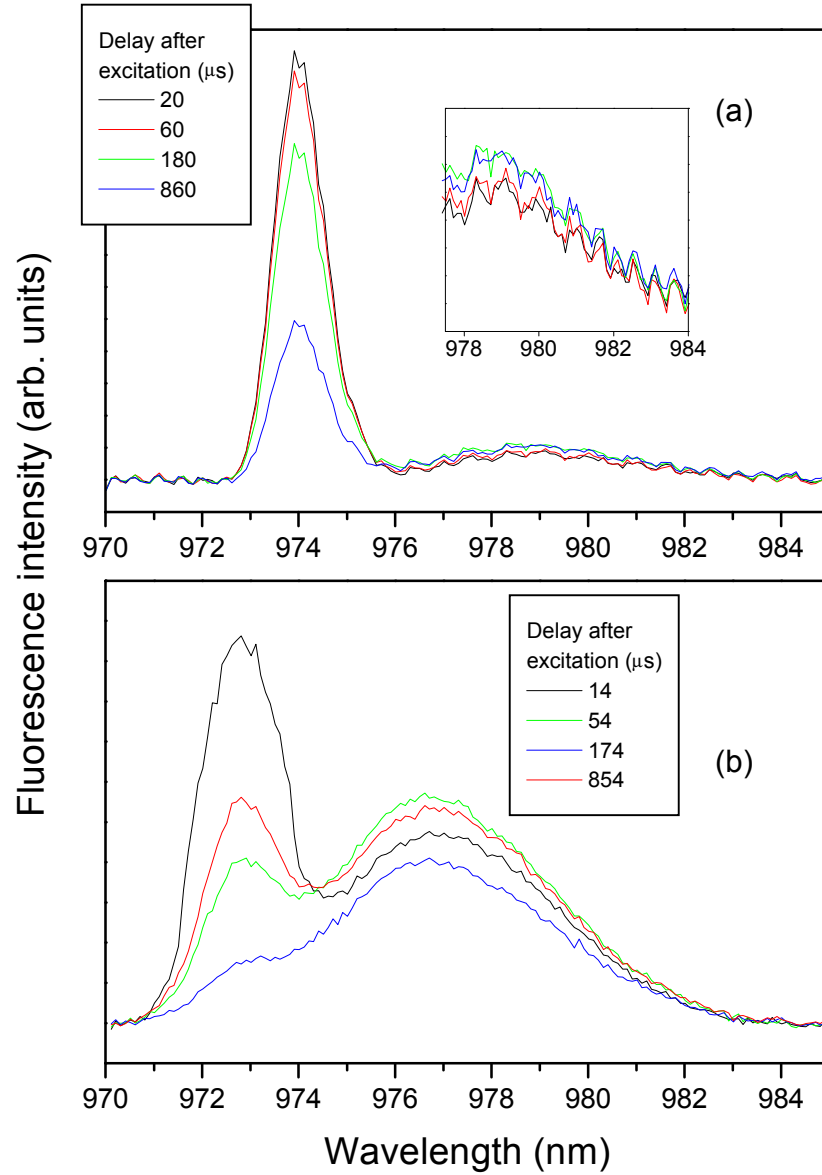 Delay after
excitation (μs)
20
60
180
860
(a)
978 980 982 984
970 972 974 976 978 980 982 984
Fluorescence intensity (arb. units)
Delay after
excitation (μs)
14
54
174
854
(b)
970 972 974 976 978 980 982 984
Wavelength (nm)